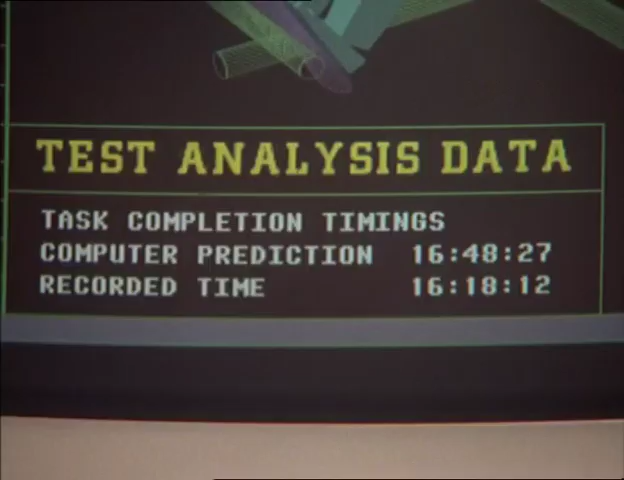 TEST ANALYSIS DATA
TASK COMPLETION TIMINGS
COMPUTER PREDICTION 16:48:27
RECORDED TIME 16:18:12